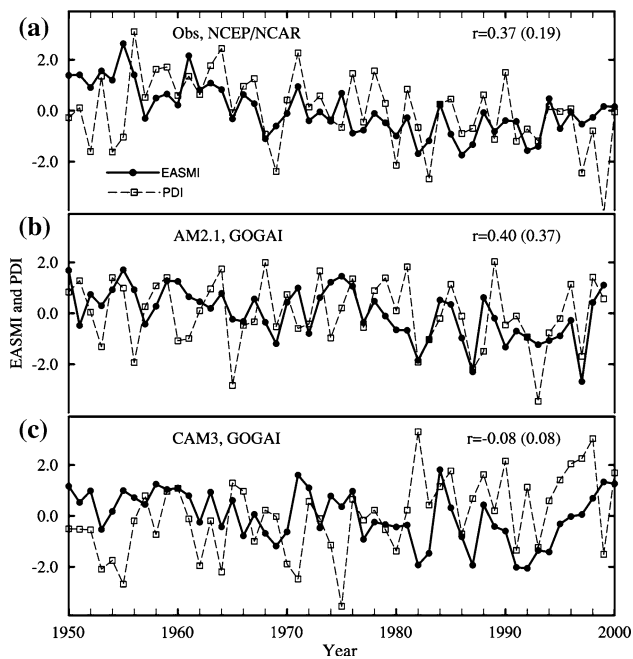 (a)
Obs, NCEP/NCAR r=0.37 (0.19)
2.0
0.0
-2.0
EASMI
PDI
(b)
AM2.1, GOGAI r=0.40 (0.37)
2.0
0.0
-2.0
EASMI and PDI
(c)
CAM3, GOGAI r=-0.08 (0.08)
2.0
0.0
-2.0
1950 1960 1970 1980 1990 2000
Year